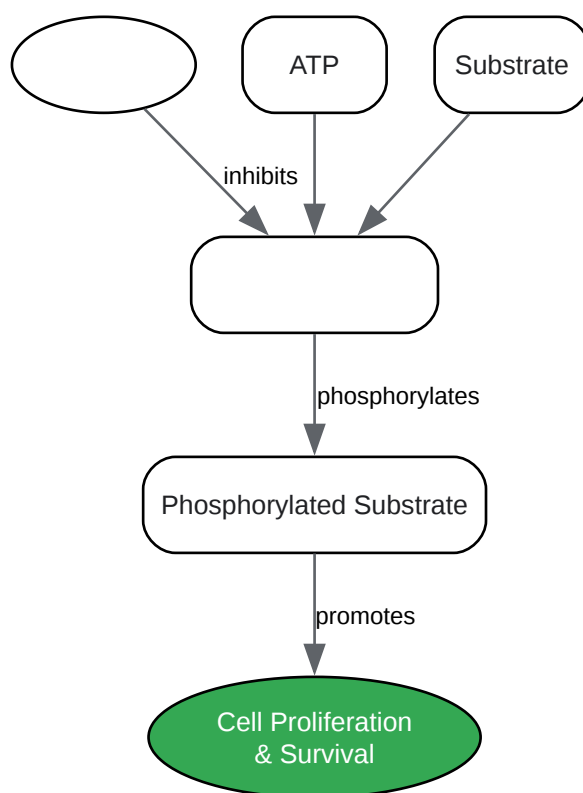 ATP
Substrate
inhibits
phosphorylates
Phosphorylated Substrate
promotes
Cell Proliferation
& Survival